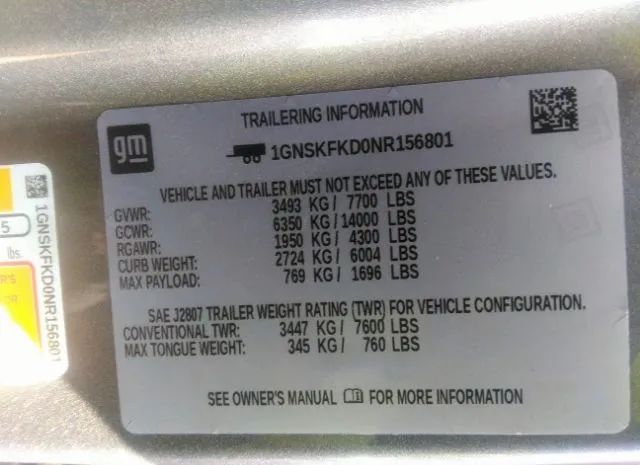 TRAILERING INFORMATION
gm
1GNSKFKD0NR156801
VEHICLE AND TRAILER MUST NOT EXCEED ANY OF THESE VALUES.
GVWR: 3493 KG / 7700 LBS
GCWR: 6350 KG / 14000 LBS
RGAWR: 1950 KG / 4300 LBS
CURB WEIGHT: 2724 KG / 6004 LBS
MAX PAYLOAD: 769 KG / 1696 LBS
SAE J2807 TRAILER WEIGHT RATING (TWR) FOR VEHICLE CONFIGURATION.
CONVENTIONAL TWR: 3447 KG / 7600 LBS
MAX TONGUE WEIGHT: 345 KG / 760 LBS
SEE OWNER'S MANUAL FOR MORE INFORMATION
5
lbs.
R'S
OR
1GNSKFKD0NR156801